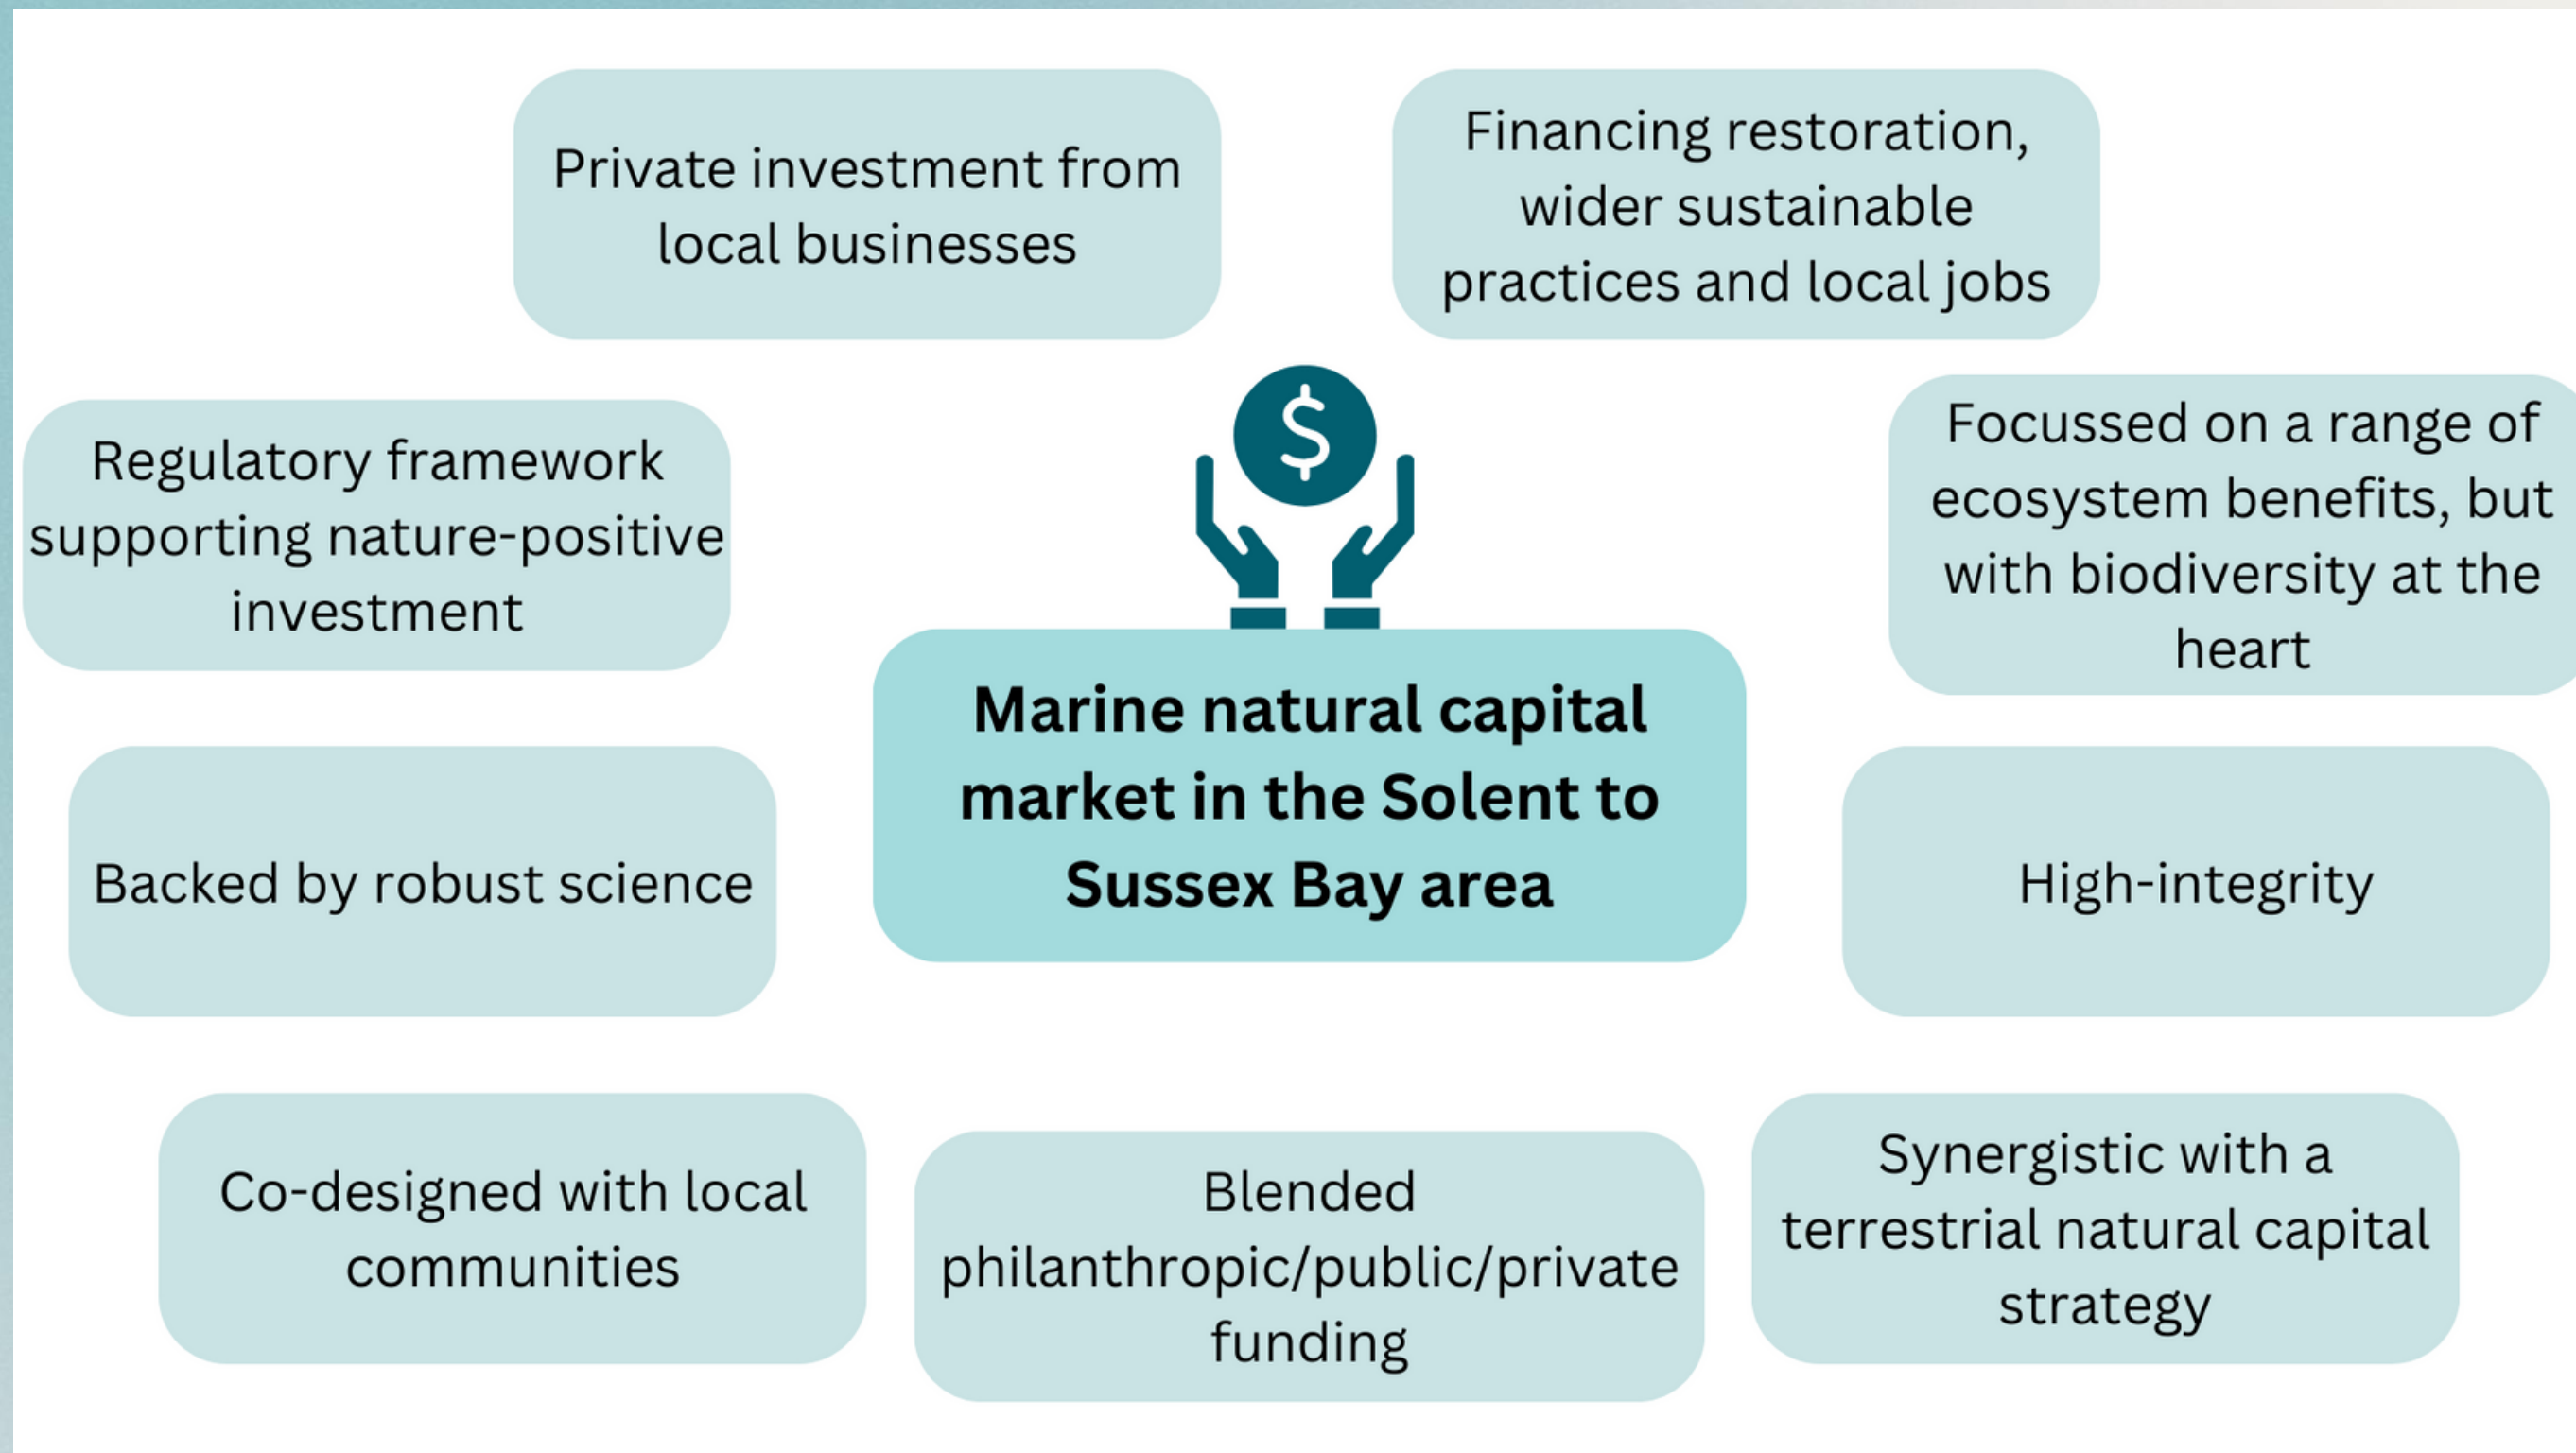 Private investment from
local businesses
Financing restoration,
wider sustainable
practices and local jobs
$
Regulatory framework
supporting nature-positive
investment
Focussed on a range of
ecosystem benefits, but
with biodiversity at the
heart
Marine natural capital
market in the Solent to
Sussex Bay area
Backed by robust science
High-integrity
Co-designed with local
communities
Blended
philanthropic/public/private
funding
Synergistic with a
terrestrial natural capital
strategy